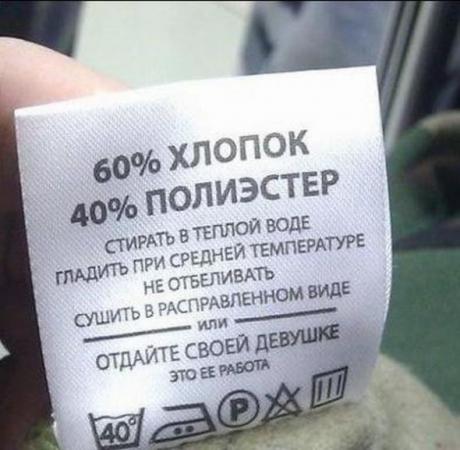 60% ХЛОПОК
40% ПОЛИЭСТЕР
СТИРАТЬ В ТЕПЛОЙ ВОДЕ
ГЛАДИТЬ ПРИ СРЕДНЕЙ ТЕМПЕРАТУРЕ
НЕ ОТБЕЛИВАТЬ
СУШИТЬ В РАСПРАВЛЕННОМ ВИДЕ
ИЛИ
ОТДАЙТЕ СВОЕЙ ДЕВУШКЕ
ЭТО ЕЕ РАБОТА
40° P